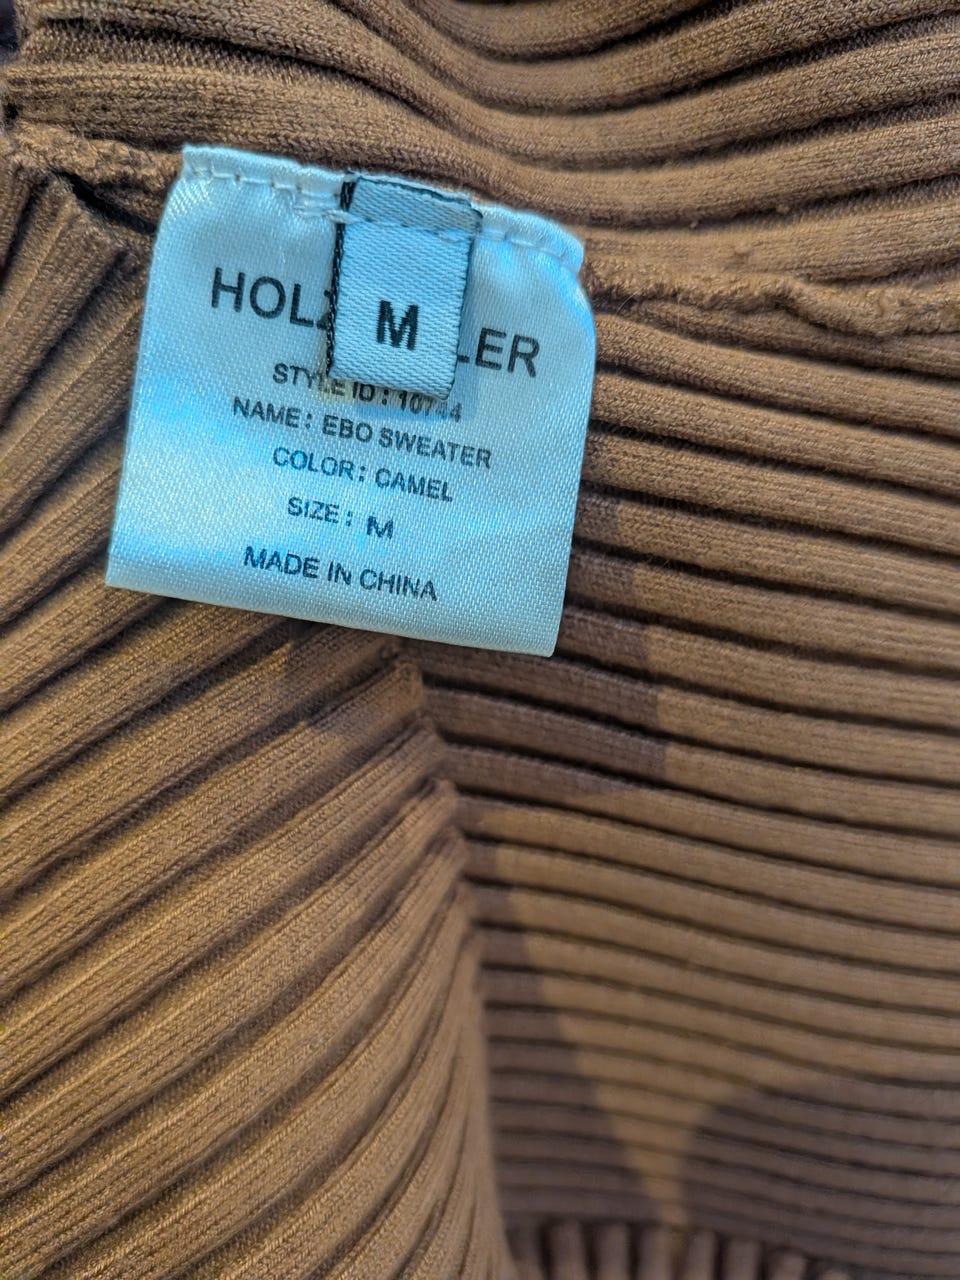 M
HOL LER
STYLE ID : 10744
NAME: EBO SWEATER
COLOR: CAMEL
SIZE: M
MADE IN CHINA